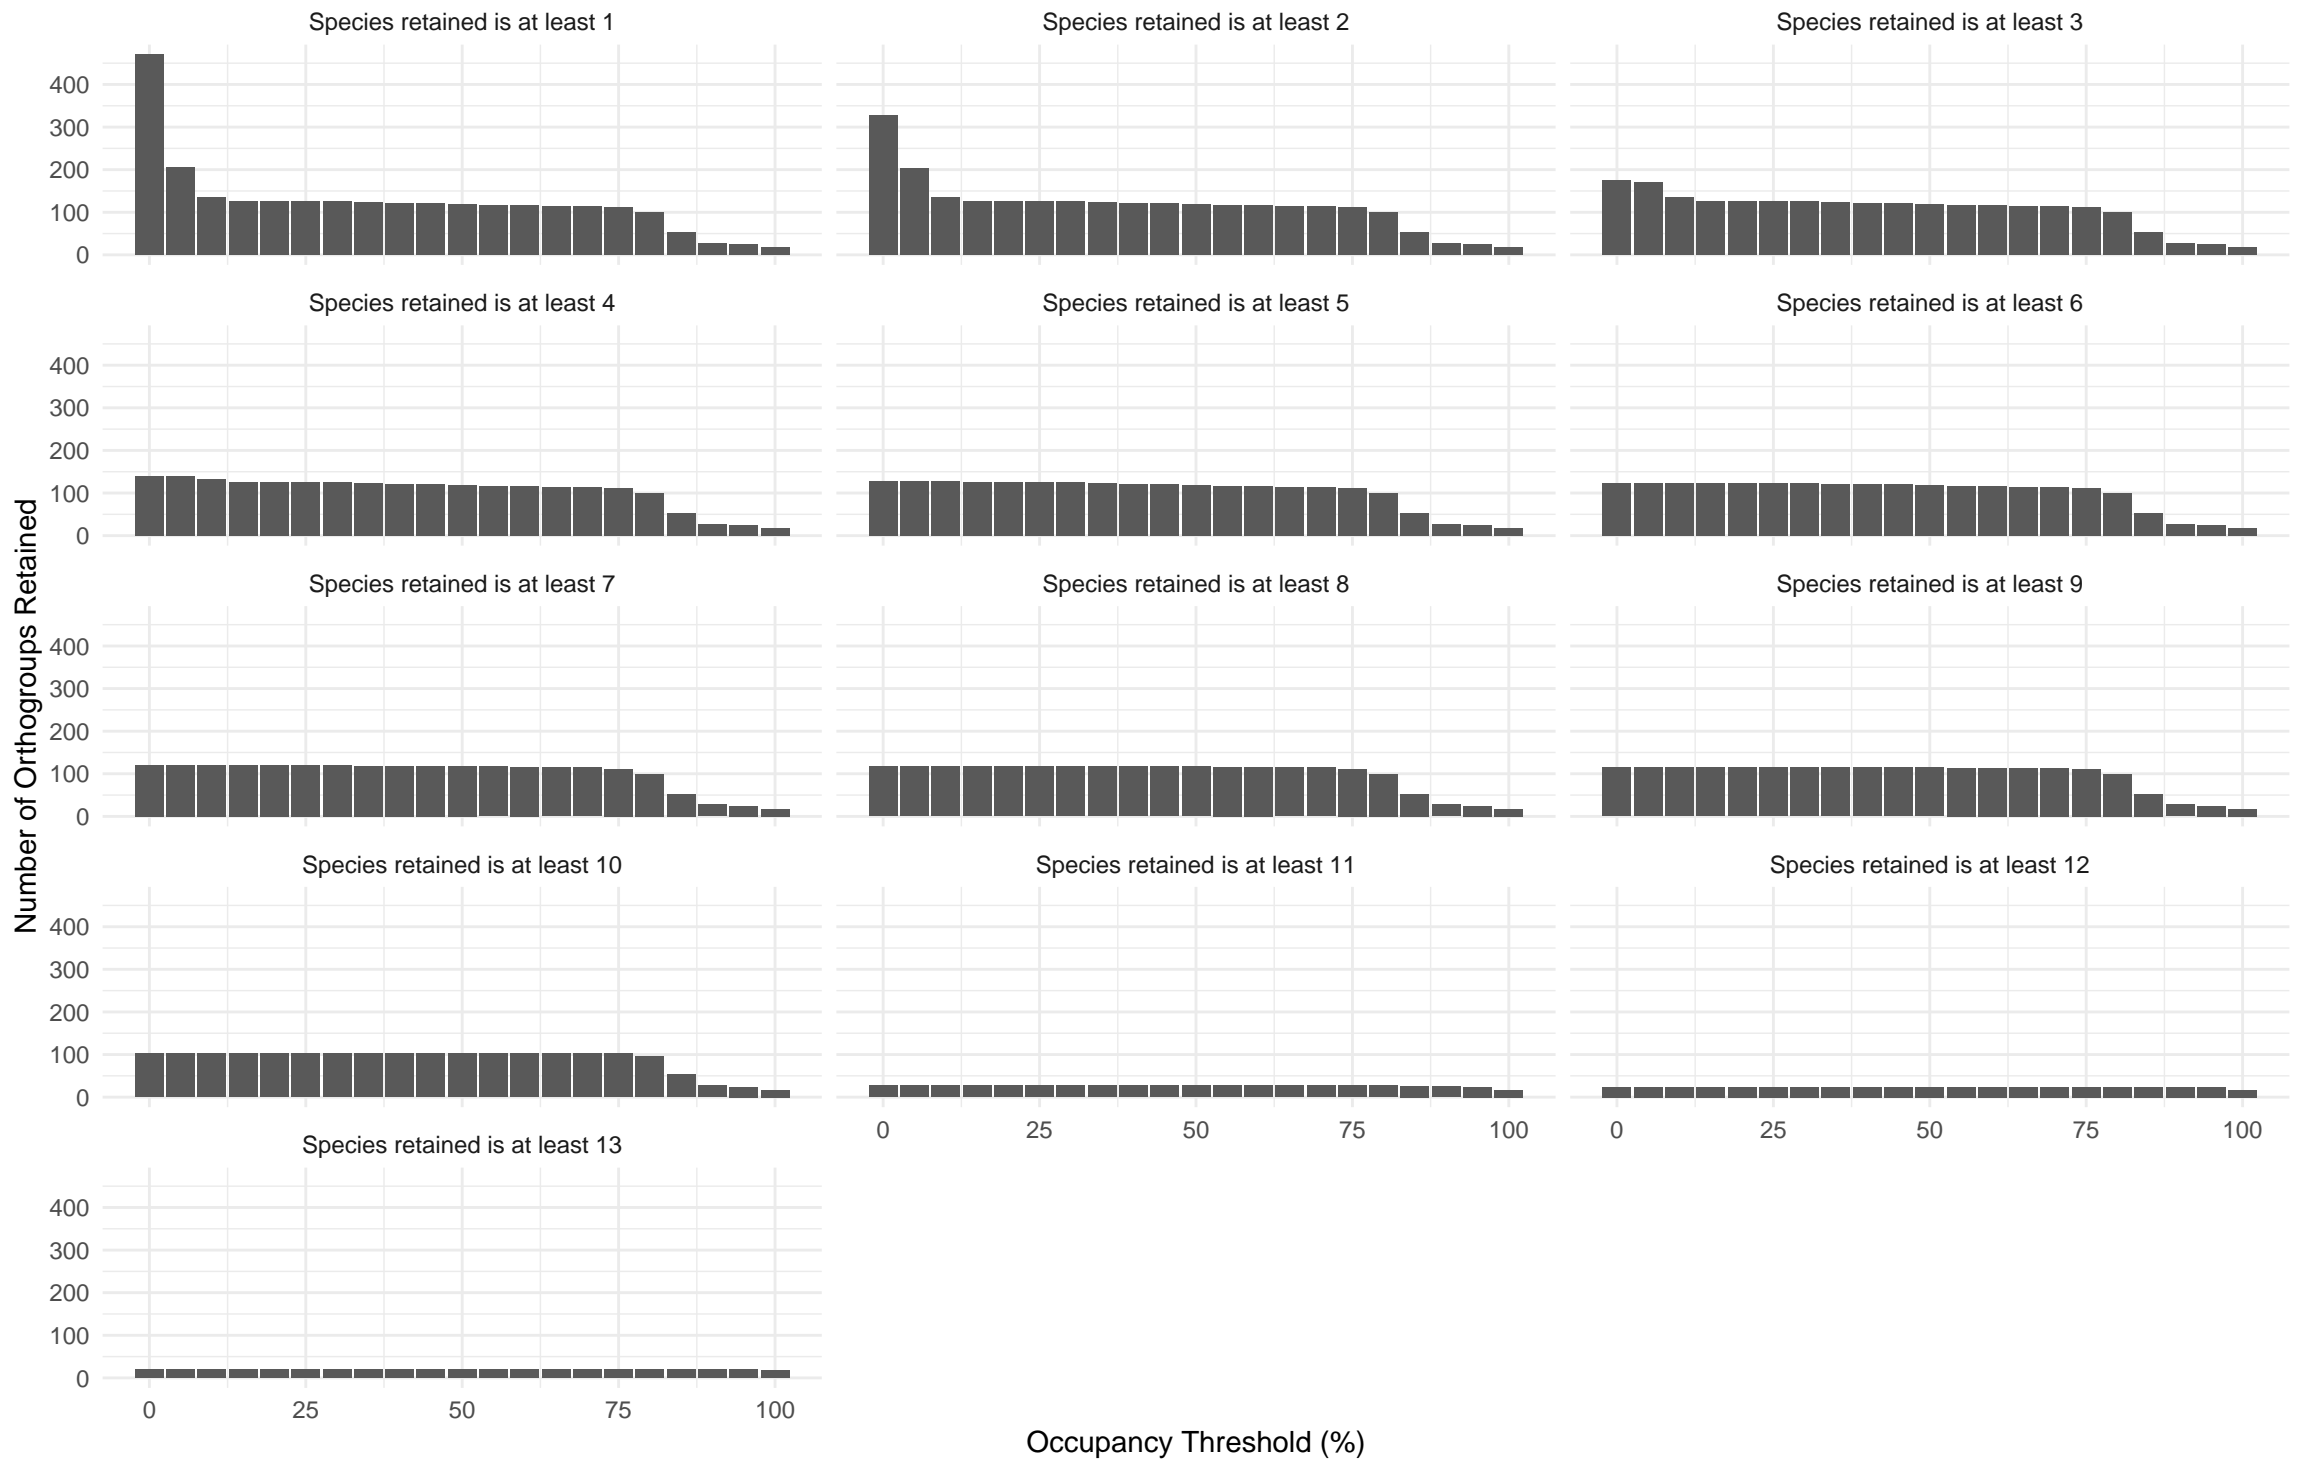 Species retained is at least 1
Species retained is at least 2
Species retained is at least 3
400
300
200
100
0
Species retained is at least 4
Species retained is at least 5
Species retained is at least 6
400
300
200
100
0
Species retained is at least 7
Species retained is at least 8
Species retained is at least 9
400
300
200
100
0
Number of Orthogroups Retained
Species retained is at least 10
Species retained is at least 11
Species retained is at least 12
400
300
200
100
0
0 25 50 75 100
0 25 50 75 100
Species retained is at least 13
400
300
200
100
0
0 25 50 75 100
Occupancy Threshold (%)